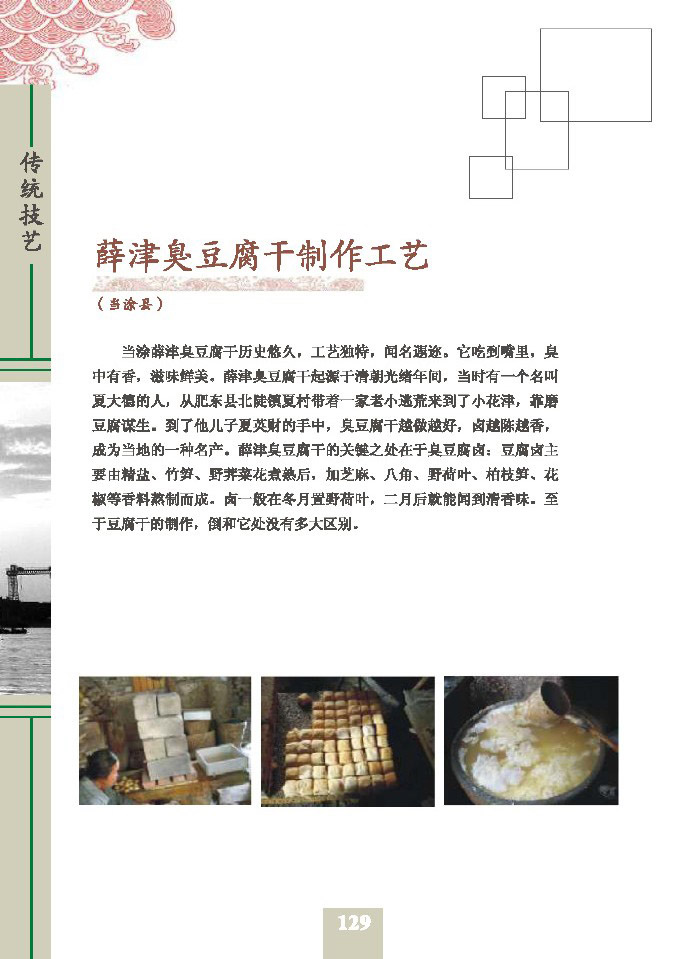 传统技艺
薛津臭豆腐干制作工艺
（当涂县）
当涂薛津臭豆腐干历史悠久，工艺独特，闻名遐迩。它吃到嘴里，臭
中有香，滋味鲜美。薛津臭豆腐干起源于清朝光绪年间，当时有一个名叫
夏大德的人，从肥东县北陡镇夏村带着一家老小逃荒来到了小花津，靠磨
豆腐谋生。到了他儿子夏英财的手中，臭豆腐干越做越好，卤越陈越香，
成为当地的一种名产。薛津臭豆腐干的关键之处在于臭豆腐卤：豆腐卤主
要由精盐、竹笋、野荠菜花煮熟后，加芝麻、八角、野荷叶、柏枝笋、花
椒等香料熬制而成。卤一般在冬月置野荷叶，二月后就能闻到清香味。至
于豆腐干的制作，倒和它处没有多大区别。
129